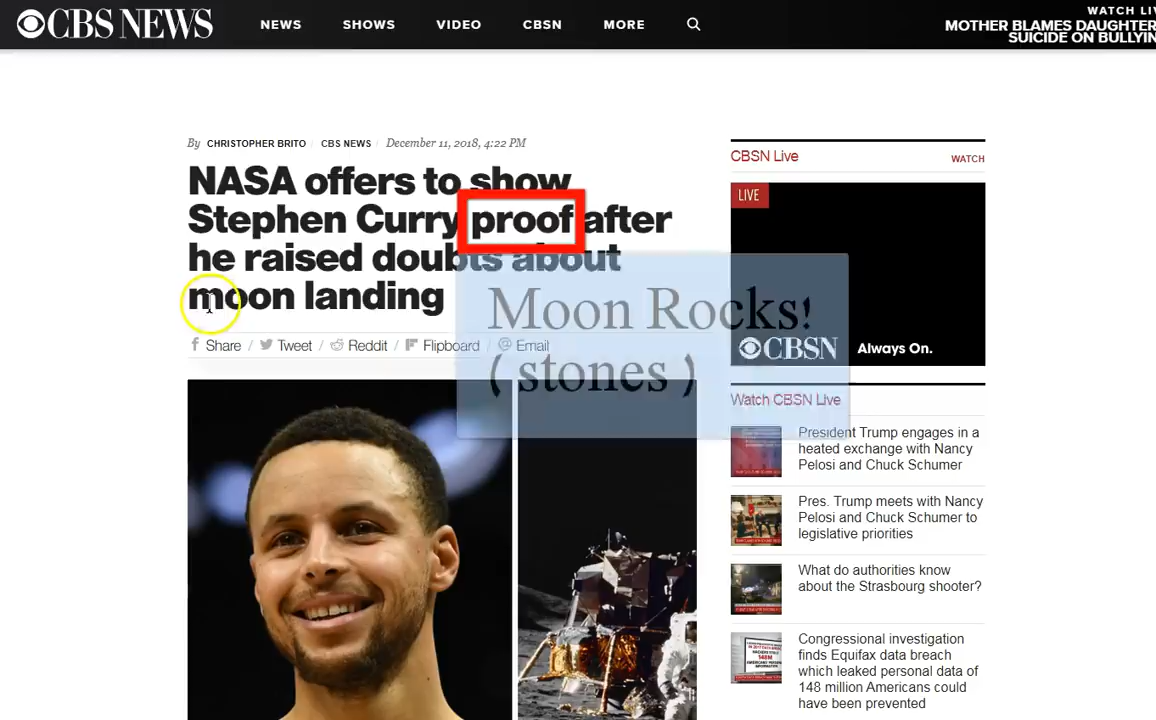 CBS NEWS
NEWS SHOWS VIDEO CBSN MORE
WATCH LIV
MOTHER BLAMES DAUGHTER
SUICIDE ON BULLYIN
By CHRISTOPHER BRITO / CBS NEWS / December 11, 2018, 4:22 PM
NASA offers to show
Stephen Curry proof after
he raised doubts about
moon landing
Moon Rocks!
( stones )
Share / Tweet / Reddit / Flipboard / Email
CBSN Live
WATCH
LIVE
CBSN Always On.
Watch CBSN Live
President Trump engages in a
heated exchange with Nancy
Pelosi and Chuck Schumer
Pres. Trump meets with Nancy
Pelosi and Chuck Schumer to
legislative priorities
What do authorities know
about the Strasbourg shooter?
Congressional investigation
finds Equifax data breach
which leaked personal data of
148 million Americans could
have been prevented